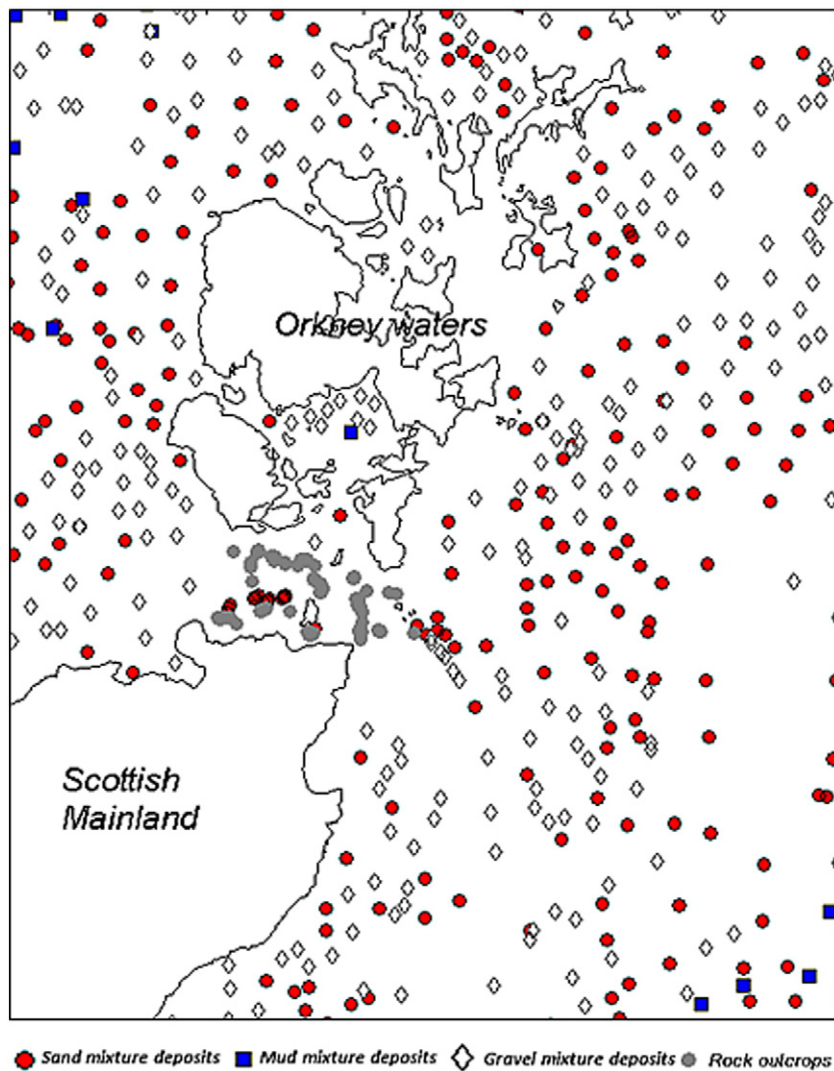 Orkney waters
Scottish
Mainland
Sand mixture deposits Mud mixture deposits Gravel mixture deposits Rock outcrops